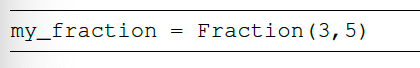 my_fraction = Fraction(3,5)